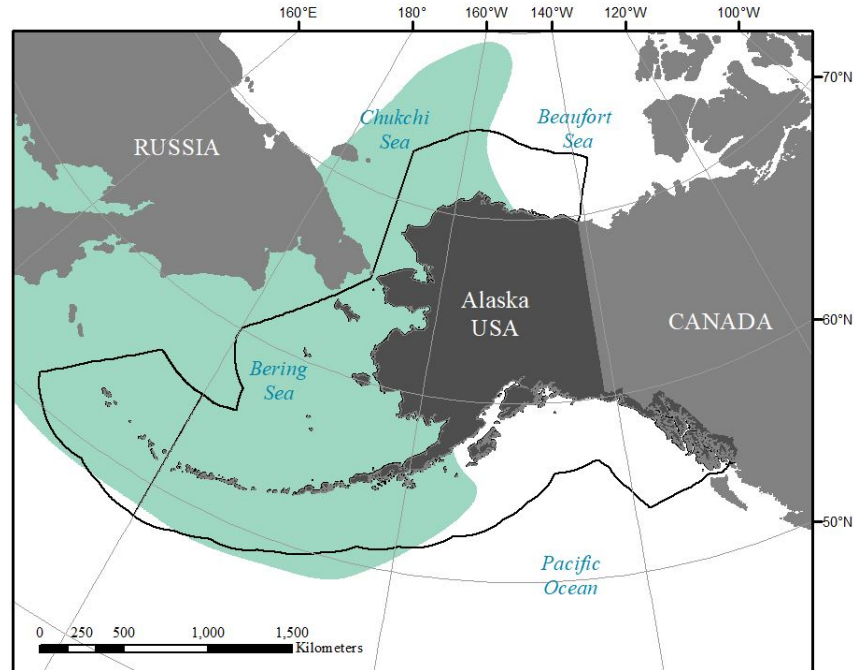 160°E 180° 160°W 140°W 120°W 100°W
70°N
Chukchi
Sea
Beaufort
Sea
RUSSIA
Alaska
USA
CANADA
60°N
Bering
Sea
50°N
Pacific
Ocean
0 250 500 1,000 1,500
Kilometers